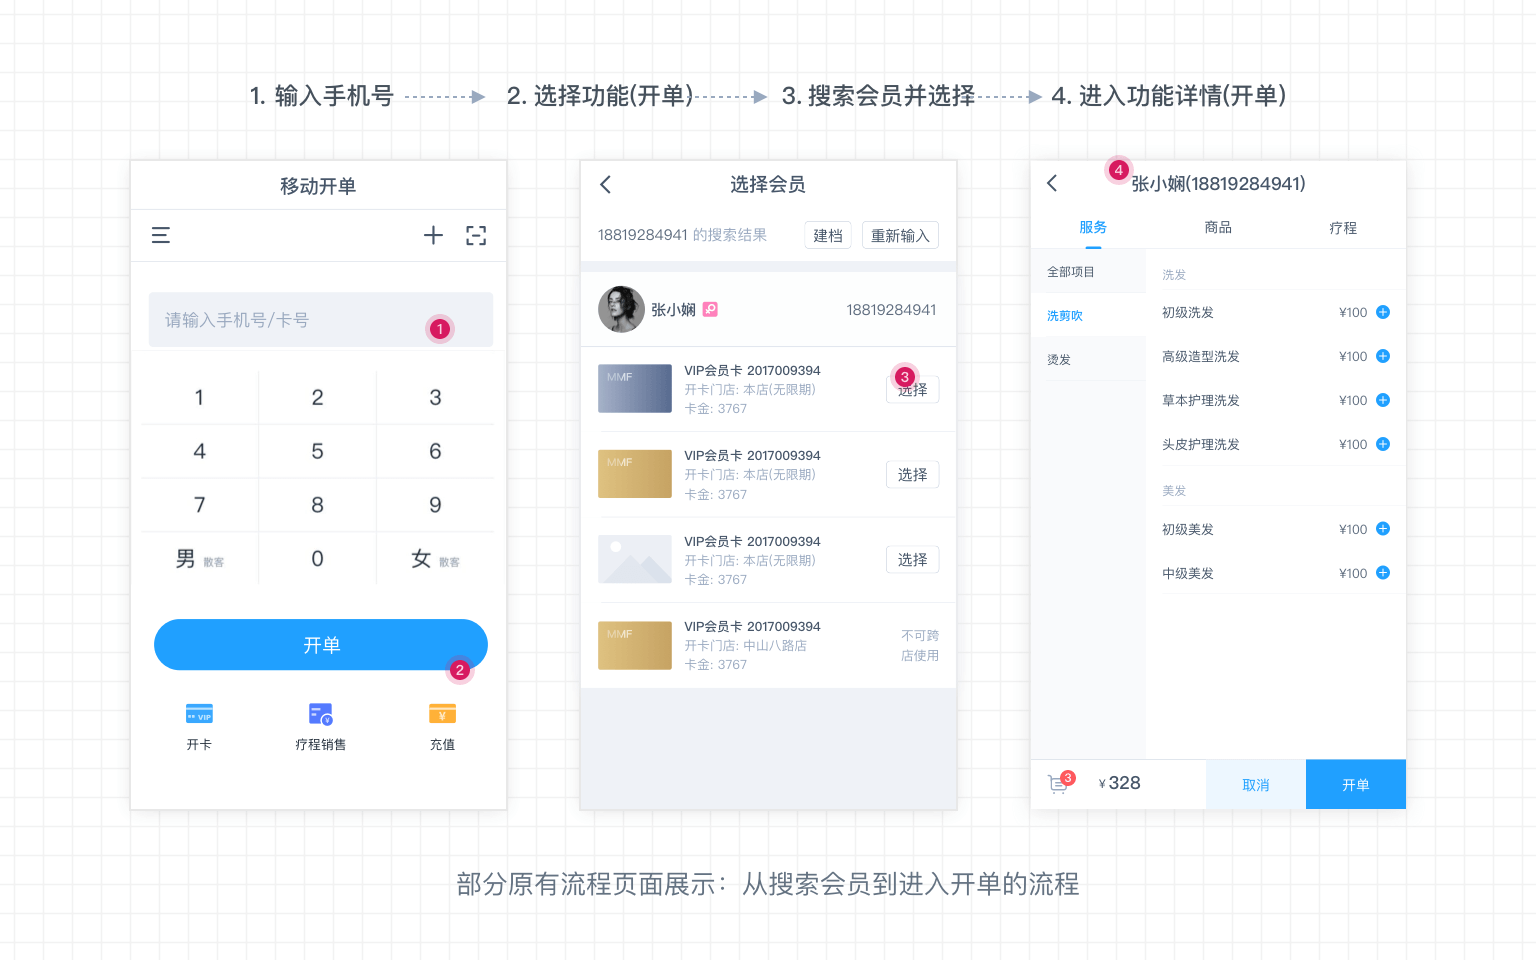 1. 输入手机号
2. 选择功能(开单)
3. 搜索会员并选择
4. 进入功能详情(开单)
移动开单
请输入手机号/卡号
1
1 2 3
4 5 6
7 8 9
男 散客 0 女 散客
开单
2
VIP
¥
¥
开卡 疗程销售 充值
选择会员
18819284941 的搜索结果
建档
重新输入
张小娴
18819284941
MMF
VIP会员卡 2017009394
开卡门店: 本店(无限期)
卡金: 3767
3
选择
MMF
VIP会员卡 2017009394
开卡门店: 本店(无限期)
卡金: 3767
选择
VIP会员卡 2017009394
开卡门店: 本店(无限期)
卡金: 3767
选择
MMF
VIP会员卡 2017009394
开卡门店: 中山八路店
卡金: 3767
不可跨
店使用
4
张小娴(18819284941)
服务 商品 疗程
全部项目
洗剪吹
烫发
洗发
初级洗发 ¥100
高级造型洗发 ¥100
草本护理洗发 ¥100
头皮护理洗发 ¥100
美发
初级美发 ¥100
中级美发 ¥100
3
¥ 328
取消
开单
部分原有流程页面展示：从搜索会员到进入开单的流程